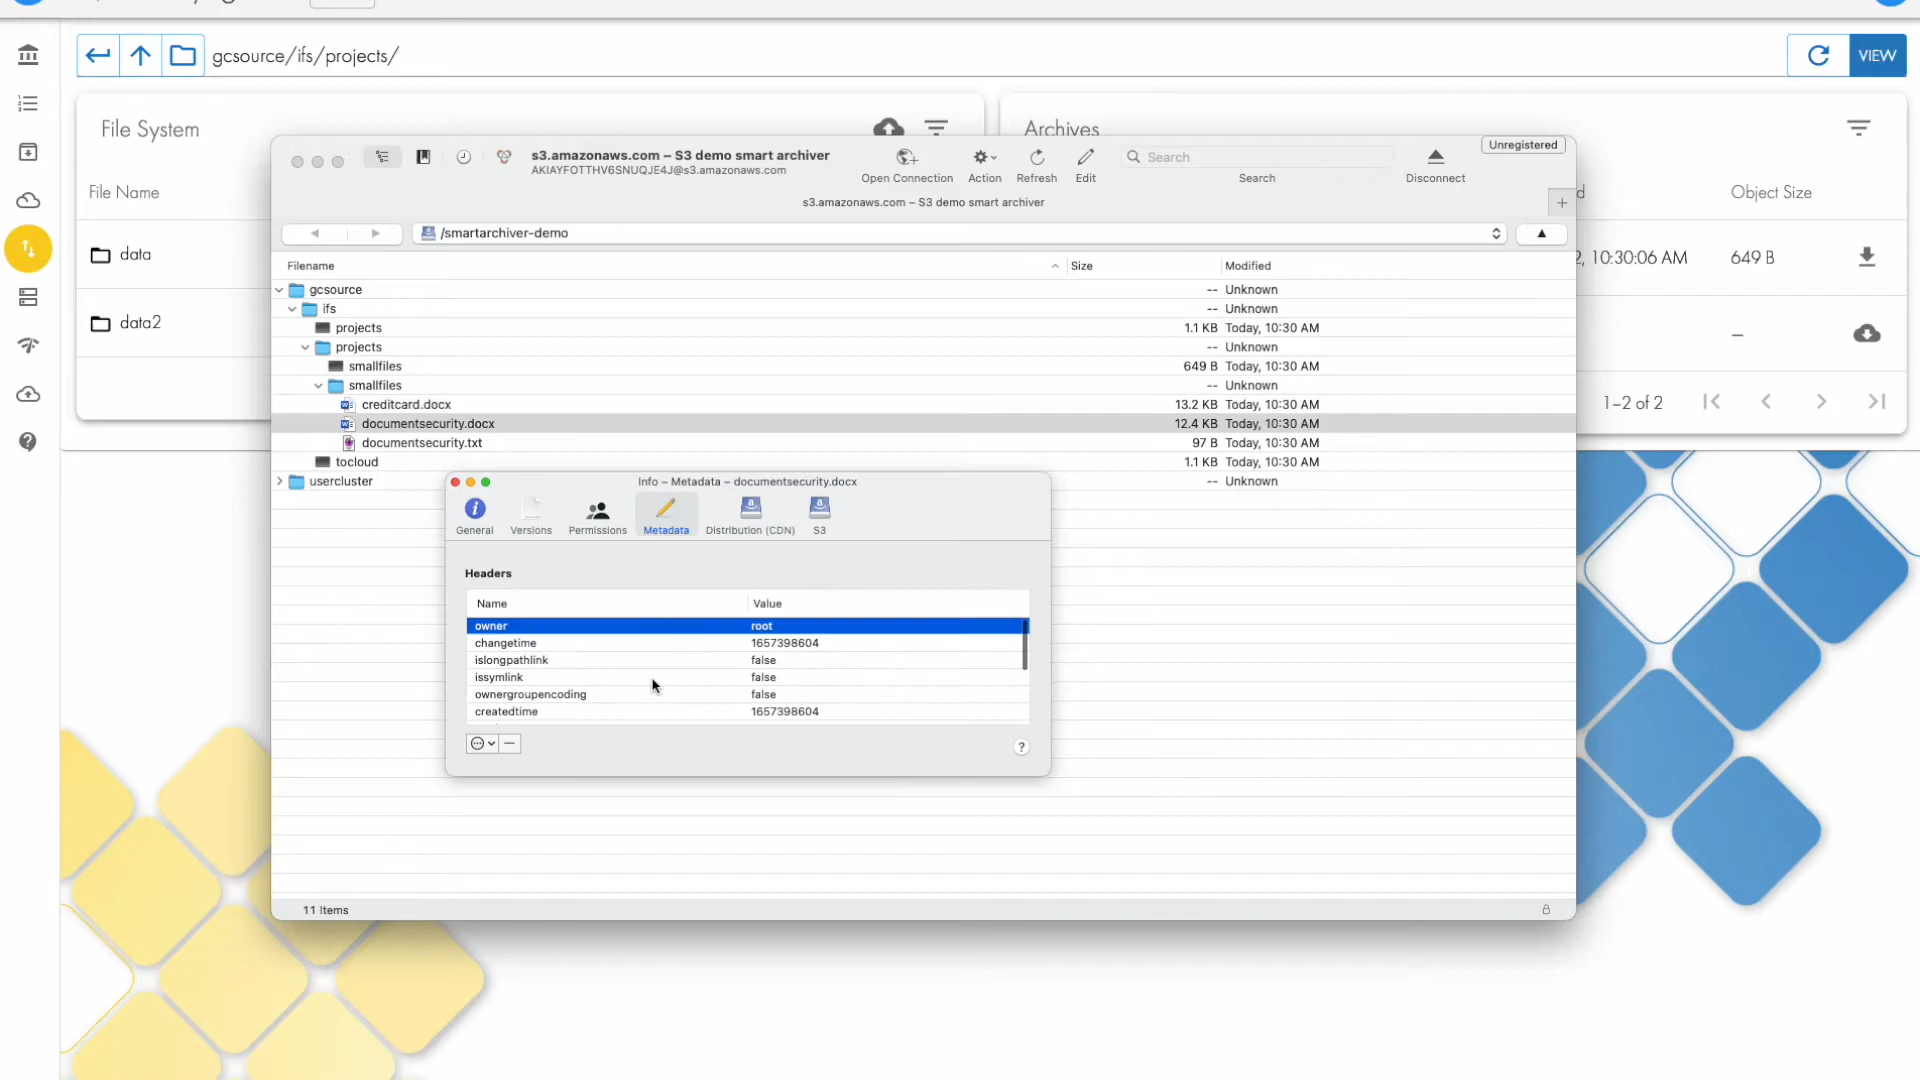 gcsource/ifs/projects/
VIEW
File System
Archives
File Name
Object Size
data
data2
10:30:06 AM
649 B
–
–
1–2 of 2
s3.amazonaws.com – S3 demo smart archiver
AKIAYFOTTHV6SNUQJE4J@s3.amazonaws.com
Open Connection
Action
Refresh
Edit
Search
Search
Disconnect
Unregistered
s3.amazonaws.com – S3 demo smart archiver
/smartarchiver-demo
Filename Size Modified
gcsource -- Unknown
ifs -- Unknown
projects 1.1 KB Today, 10:30 AM
projects -- Unknown
smallfiles 649 B Today, 10:30 AM
smallfiles -- Unknown
creditcard.docx 13.2 KB Today, 10:30 AM
documentsecurity.docx 12.4 KB Today, 10:30 AM
documentsecurity.txt 97 B Today, 10:30 AM
tocloud 1.1 KB Today, 10:30 AM
usercluster -- Unknown
Info – Metadata – documentsecurity.docx
General Versions Permissions Metadata Distribution (CDN) S3
Headers
Name Value
owner root
changetime 1657398604
islongpathlink false
issymlink false
ownergroupencoding false
createdtime 1657398604
?
11 Items